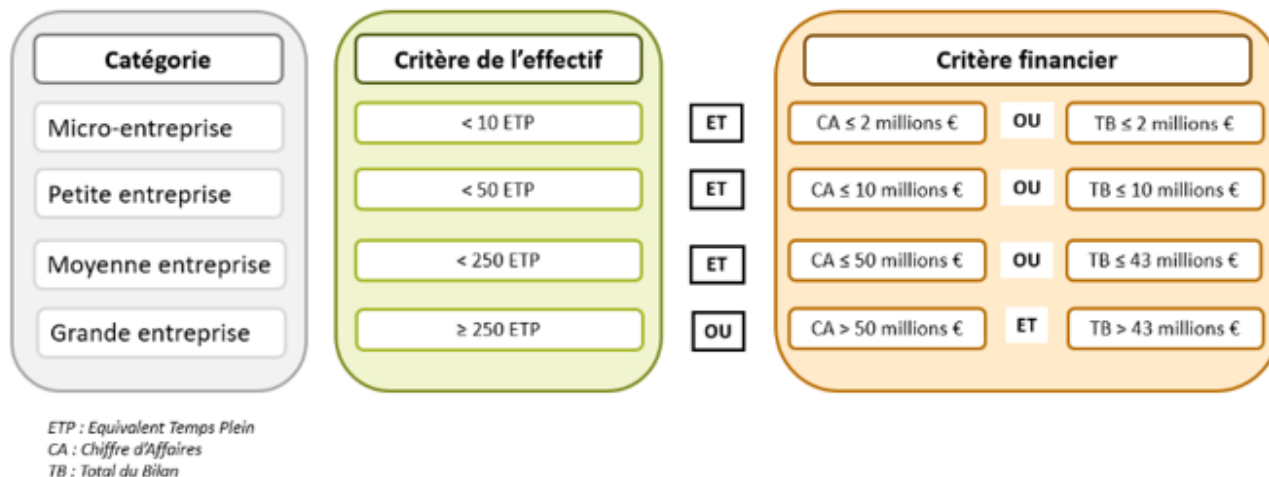 Catégorie
Critère de l'effectif
Critère financier
Micro-entreprise
< 10 ETP
ET
CA ≤ 2 millions €
OU
TB ≤ 2 millions €
Petite entreprise
< 50 ETP
ET
CA ≤ 10 millions €
OU
TB ≤ 10 millions €
Moyenne entreprise
< 250 ETP
ET
CA ≤ 50 millions €
OU
TB ≤ 43 millions €
Grande entreprise
≥ 250 ETP
OU
CA > 50 millions €
ET
TB > 43 millions €
ETP : Equivalent Temps Plein
CA : Chiffre d'Affaires
TB : Total du Bilan